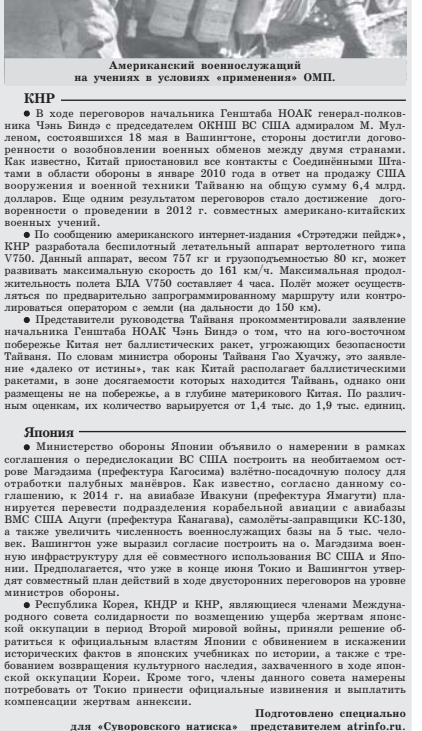 Американский военнослужащий
на учениях в условиях «применения» ОМП.
КНР
● В ходе переговоров начальника Генштаба НОАК генерал-полков-
ника Чэнь Биндэ с председателем ОКНШ ВС США адмиралом М. Мул-
леном, состоявшихся 18 мая в Вашингтоне, стороны достигли догово-
ренности о возобновлении военных обменов между двумя странами.
Как известно, Китай приостановил все контакты с Соединёнными Шта-
тами в области обороны в январе 2010 года в ответ на продажу США
вооружения и военной техники Тайваню на общую сумму 6,4 млрд.
долларов. Еще одним результатом переговоров стало достижение дого-
воренности о проведении в 2012 г. совместных американо-китайских
военных учений.
● По сообщению американского интернет-издания «Стрэтеджи пейдж»,
КНР разработала беспилотный летательный аппарат вертолетного типа
V750. Данный аппарат, весом 757 кг и грузоподъемностью 80 кг, может
развивать максимальную скорость до 161 км/ч. Максимальная продол-
жительность полета БЛА V750 составляет 4 часа. Полёт может осуществ-
ляться по предварительно запрограммированному маршруту или контро-
лироваться оператором с земли (на дальности до 150 км).
● Представители руководства Тайваня прокомментировали заявление
начальника Генштаба НОАК Чэнь Биндэ о том, что на юго-восточном
побережье Китая нет баллистических ракет, угрожающих безопасности
Тайваня. По словам министра обороны Тайваня Гао Хуачжу, это заявле-
ние «далеко от истины», так как Китай располагает баллистическими
ракетами, в зоне досягаемости которых находится Тайвань, однако они
размещены не на побережье, а в глубине материкового Китая. По различ-
ным оценкам, их количество варьируется от 1,4 тыс. до 1,9 тыс. единиц.
Япония
● Министерство обороны Японии объявило о намерении в рамках
соглашения о передислокации ВС США построить на необитаемом ост-
рове Магэдзима (префектура Кагосима) взлётно-посадочную полосу для
отработки палубных манёвров. Как известно, согласно данному со-
глашению, к 2014 г. на авиабазе Ивакуни (префектура Ямагути) пла-
нируется перевести подразделения корабельной авиации с авиабазы
ВМС США Ацуги (префектура Канагава), самолёты-заправщики КС-130,
а также увеличить численность военнослужащих базы на 5 тыс. чело-
век. Вашингтон уже выразил согласие построить на о. Магэдзима воен-
ную инфраструктуру для её совместного использования ВС США и Япо-
нии. Предполагается, что уже в конце июня Токио и Вашингтон утвер-
дят совместный план действий в ходе двусторонних переговоров на уровне
министров обороны.
● Республика Корея, КНДР и КНР, являющиеся членами Междуна-
родного совета солидарности по возмещению ущерба жертвам японс-
кой оккупации в период Второй мировой войны, приняли решение об-
ратиться к официальным властям Японии с обвинением в искажении
исторических фактов в японских учебниках по истории, а также с тре-
бованием возвращения культурного наследия, захваченного в ходе япон-
ской оккупации Кореи. Кроме того, члены данного совета намерены
потребовать от Токио принести официальные извинения и выплатить
компенсации жертвам аннексии.
Подготовлено специально
для «Суворовского натиска» представителем atrinfo.ru.